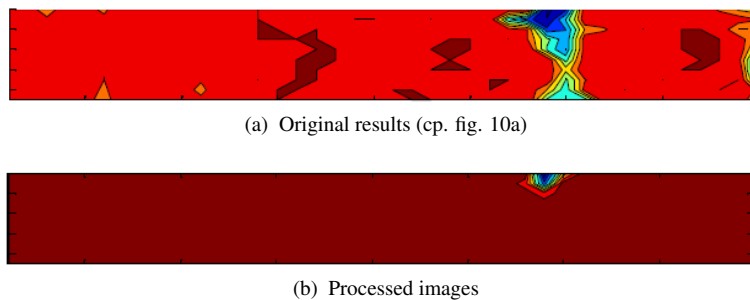 (a) Original results (cp. fig. 10a)
(b) Processed images